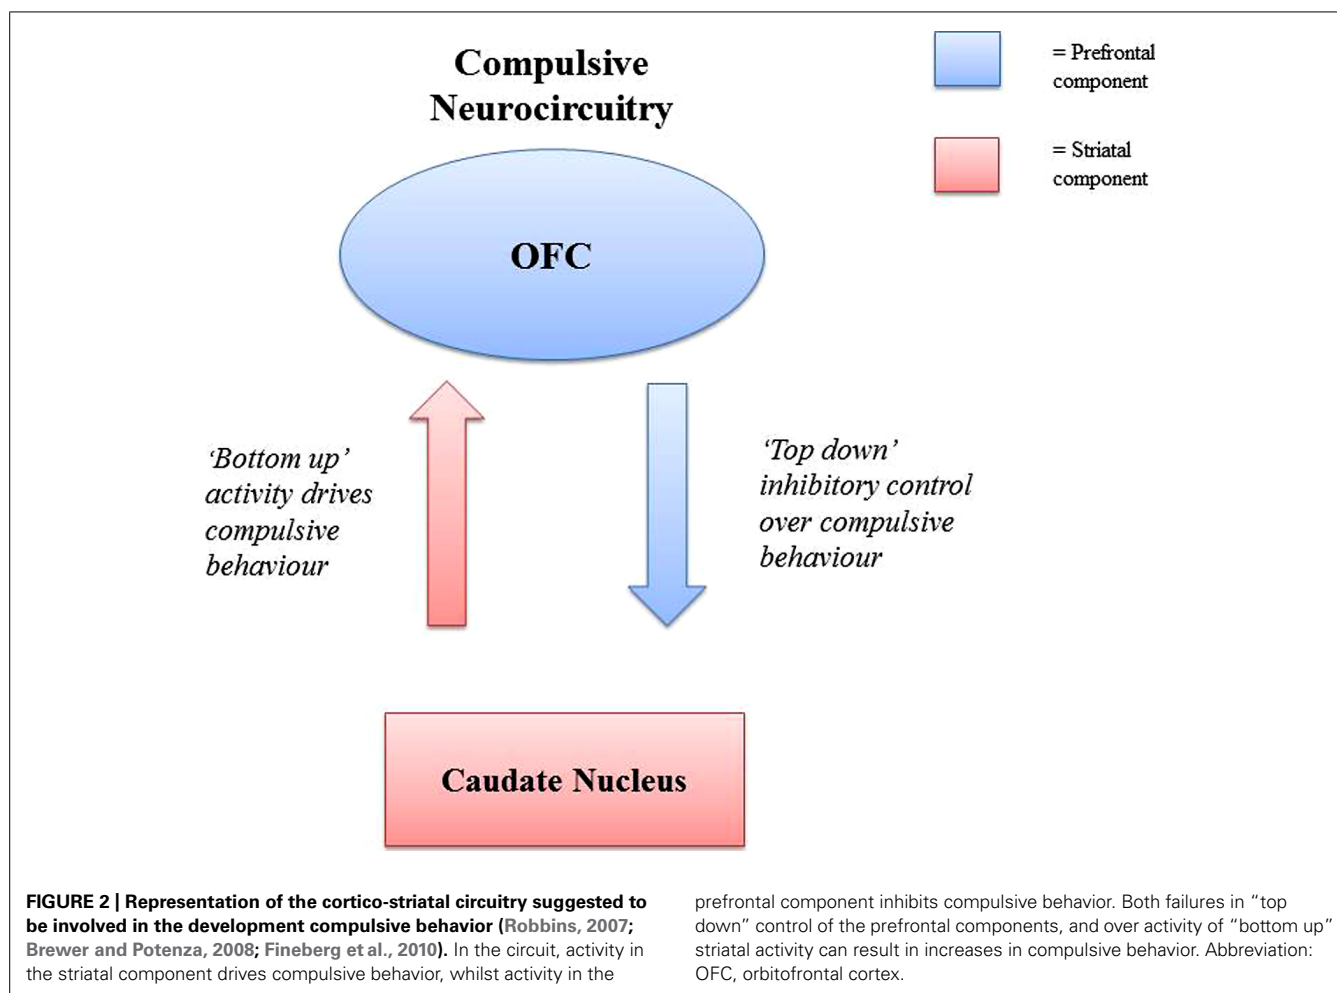 Compulsive
Neurocircuitry
= Prefrontal
component
= Striatal
component
OFC
‘Bottom up’
activity drives
compulsive
behaviour
‘Top down’
inhibitory control
over compulsive
behaviour
Caudate Nucleus
FIGURE 2 | Representation of the cortico-striatal circuitry suggested to
be involved in the development compulsive behavior (Robbins, 2007;
Brewer and Potenza, 2008; Fineberg et al., 2010). In the circuit, activity in
the striatal component drives compulsive behavior, whilst activity in the
prefrontal component inhibits compulsive behavior. Both failures in “top
down” control of the prefrontal components, and over activity of “bottom up”
striatal activity can result in increases in compulsive behavior. Abbreviation:
OFC, orbitofrontal cortex.